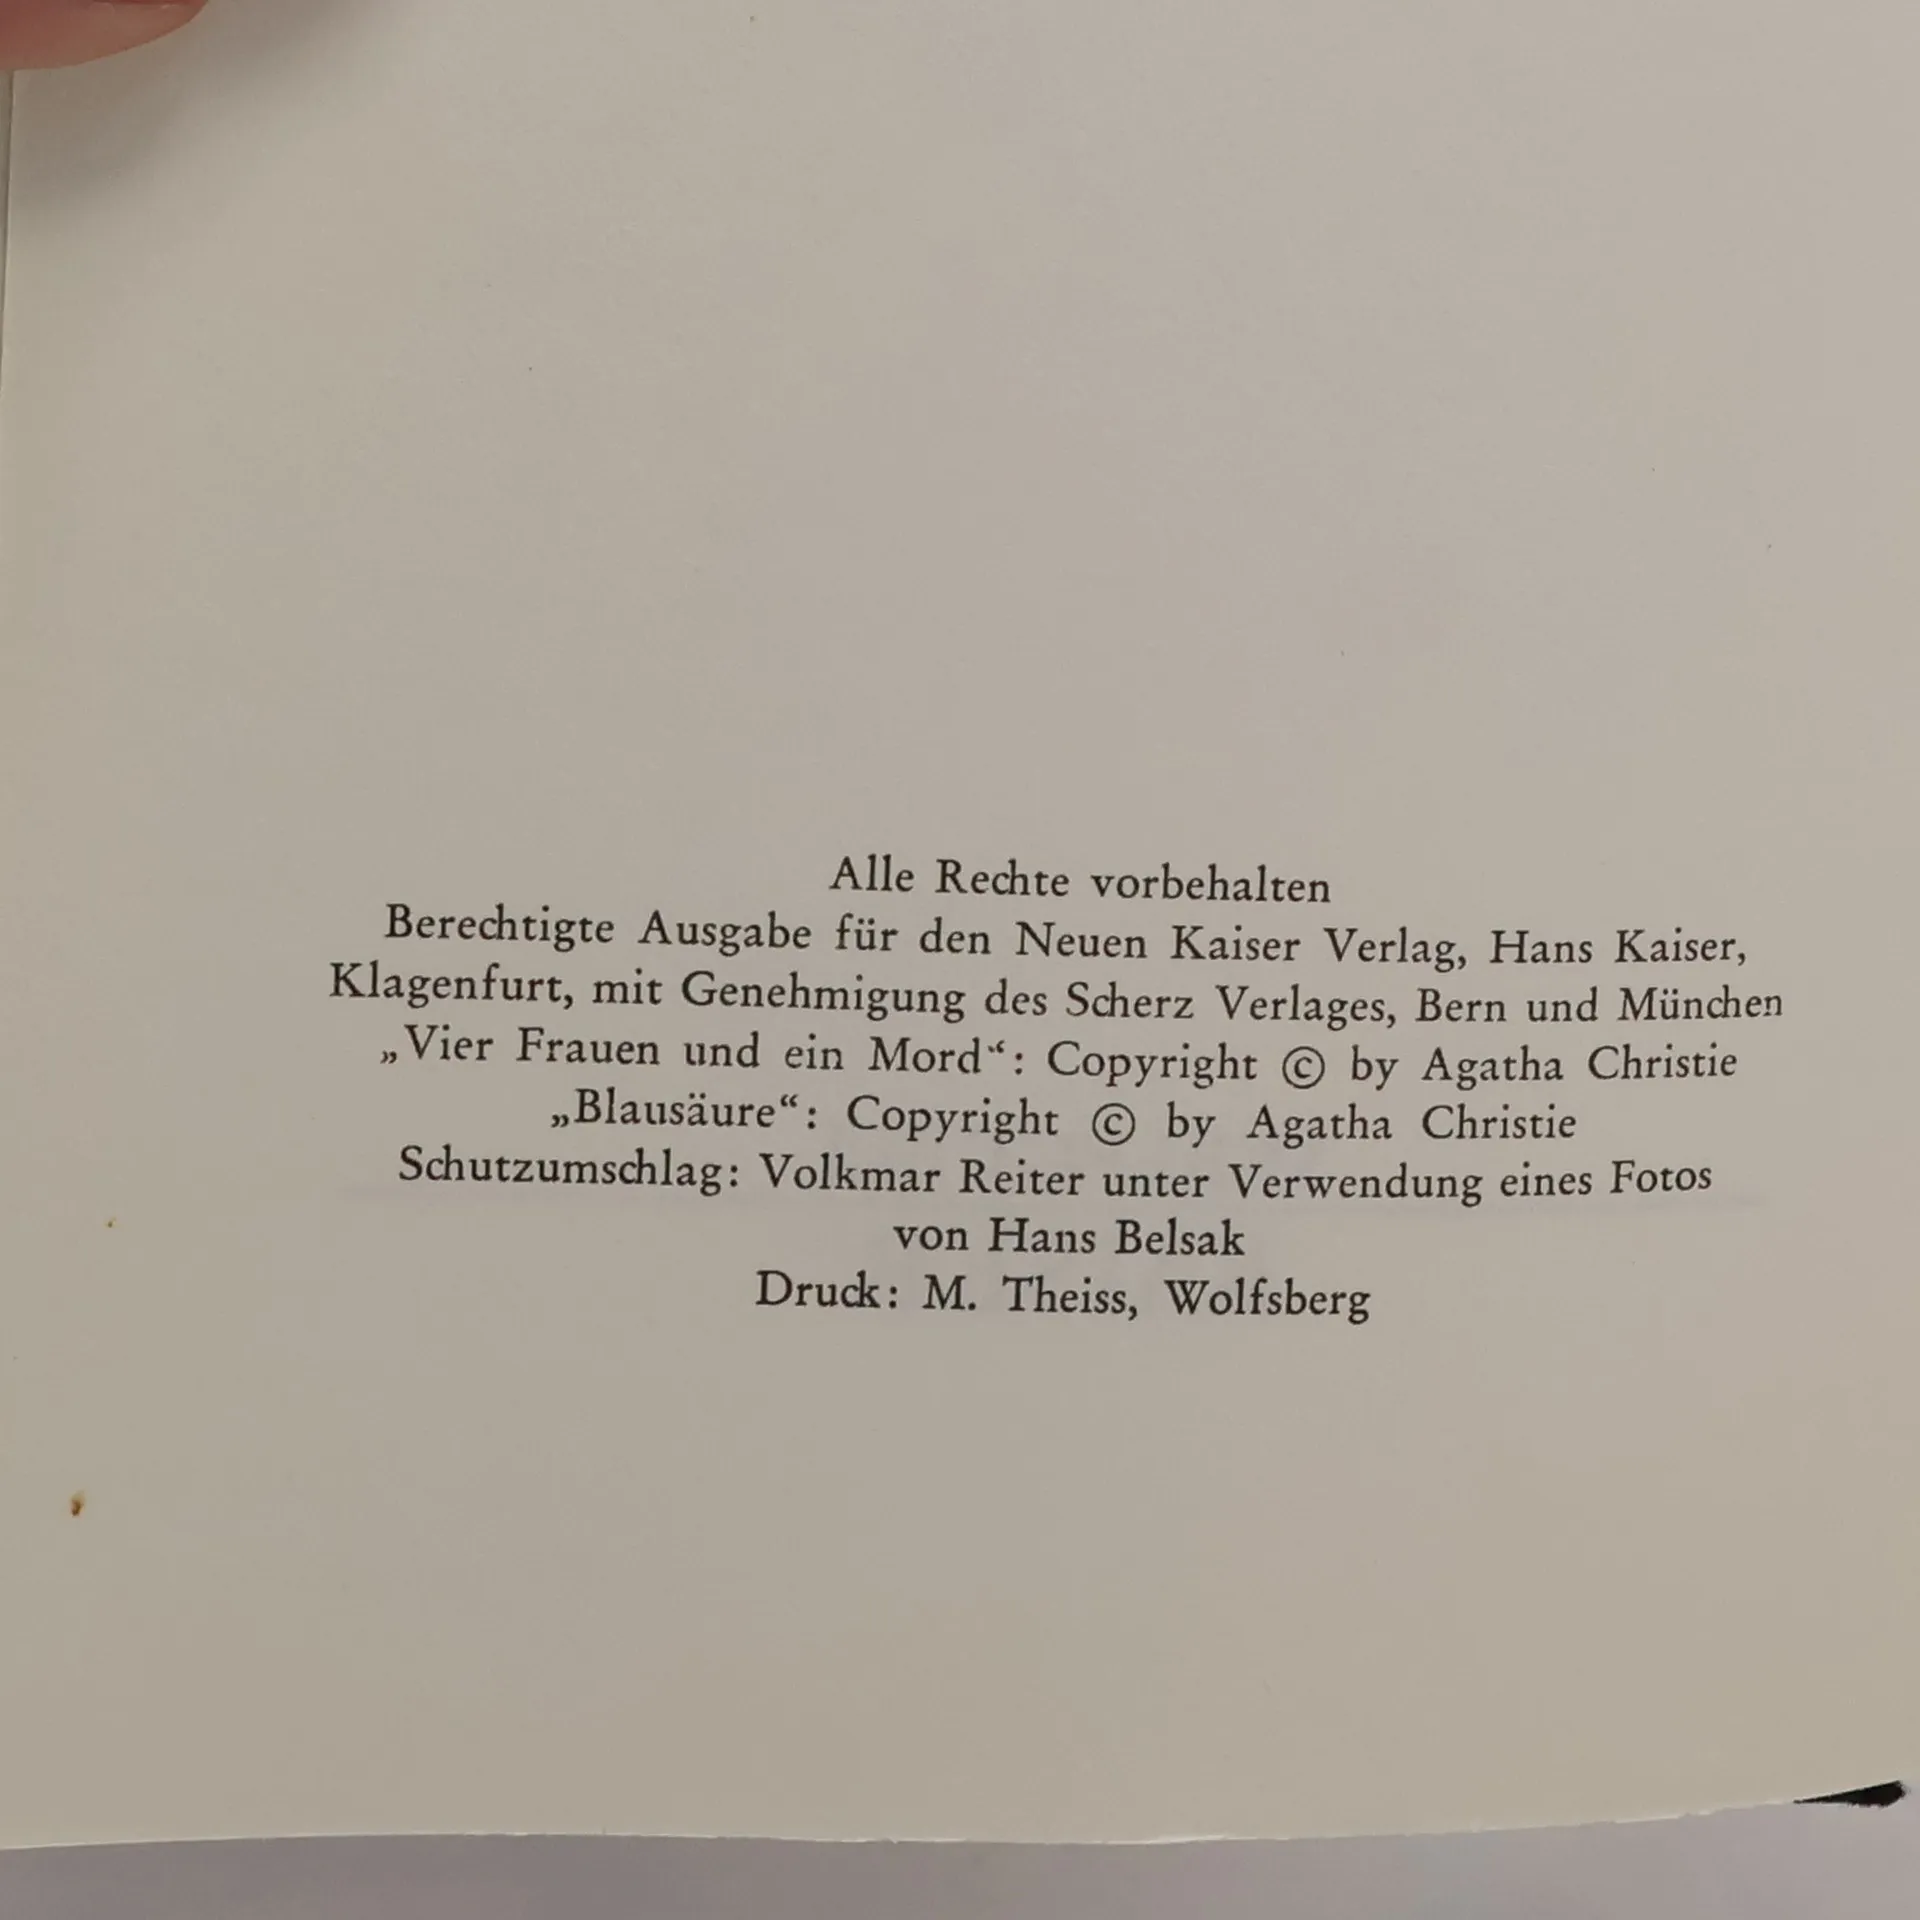 Alle Rechte vorbehalten
Berechtigte Ausgabe für den Neuen Kaiser Verlag, Hans Kaiser,
Klagenfurt, mit Genehmigung des Scherz Verlages, Bern und München
„Vier Frauen und ein Mord“: Copyright © by Agatha Christie
„Blausäure“: Copyright © by Agatha Christie
Schutzumschlag: Volkmar Reiter unter Verwendung eines Fotos
von Hans Belsak
Druck: M. Theiss, Wolfsberg